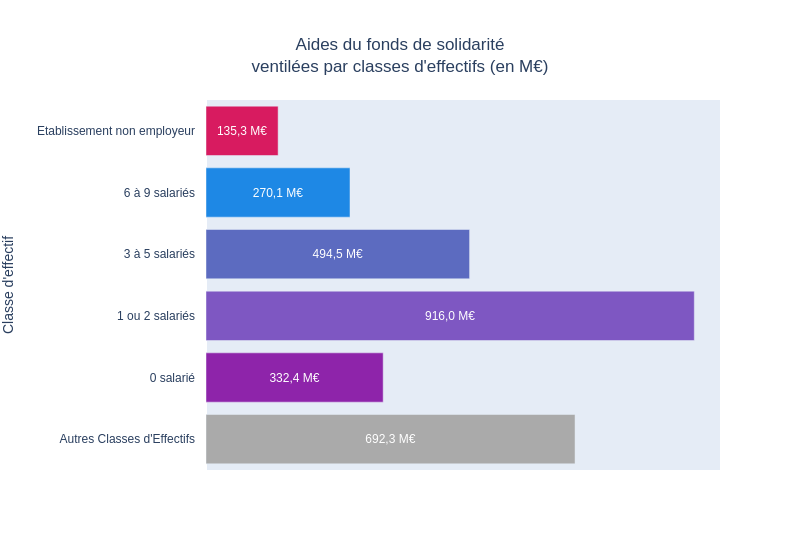 Aides du fonds de solidarité
ventilées par classes d'effectifs (en M€)
Classe d'effectif
Etablissement non employeur
135,3 M€
6 à 9 salariés
270,1 M€
3 à 5 salariés
494,5 M€
1 ou 2 salariés
916,0 M€
0 salarié
332,4 M€
Autres Classes d'Effectifs
692,3 M€